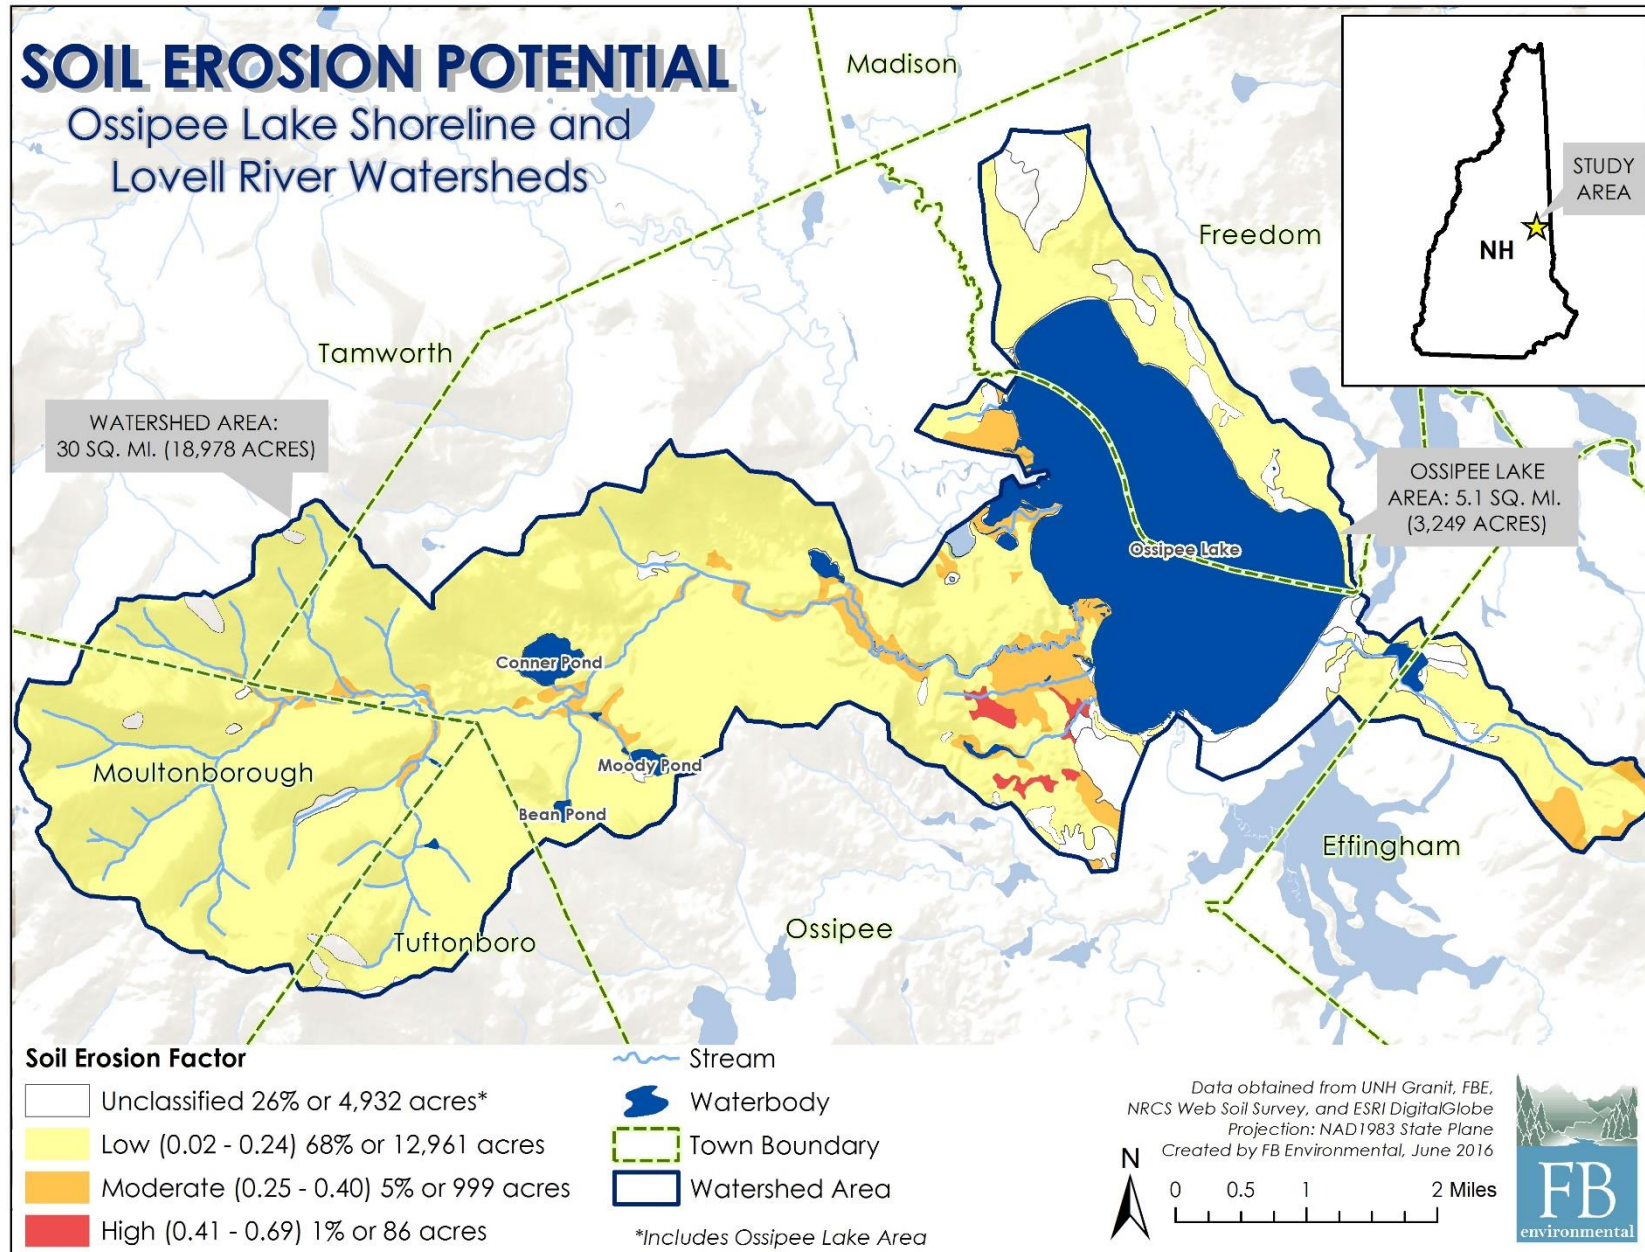 SOIL EROSION POTENTIAL
Ossipee Lake Shoreline and
Lovell River Watersheds
Madison
Freedom
STUDY
AREA
NH
Tamworth
WATERSHED AREA:
30 SQ. MI. (18,978 ACRES)
OSSIPEE LAKE
AREA: 5.1 SQ. MI.
(3,249 ACRES)
Ossipee Lake
Conner Pond
Moody Pond
Moultonborough
Bean Pond
Effingham
Ossipee
Tuftonboro
Soil Erosion Factor
Unclassified 26% or 4,932 acres*
Low (0.02 - 0.24) 68% or 12,961 acres
Moderate (0.25 - 0.40) 5% or 999 acres
High (0.41 - 0.69) 1% or 86 acres
Stream
Waterbody
Town Boundary
Watershed Area
*Includes Ossipee Lake Area
Data obtained from UNH Granit, FBE,
NRCS Web Soil Survey, and ESRI DigitalGlobe
Projection: NAD1983 State Plane
Created by FB Environmental, June 2016
N
0 0.5 1 2 Miles
FB
environmental